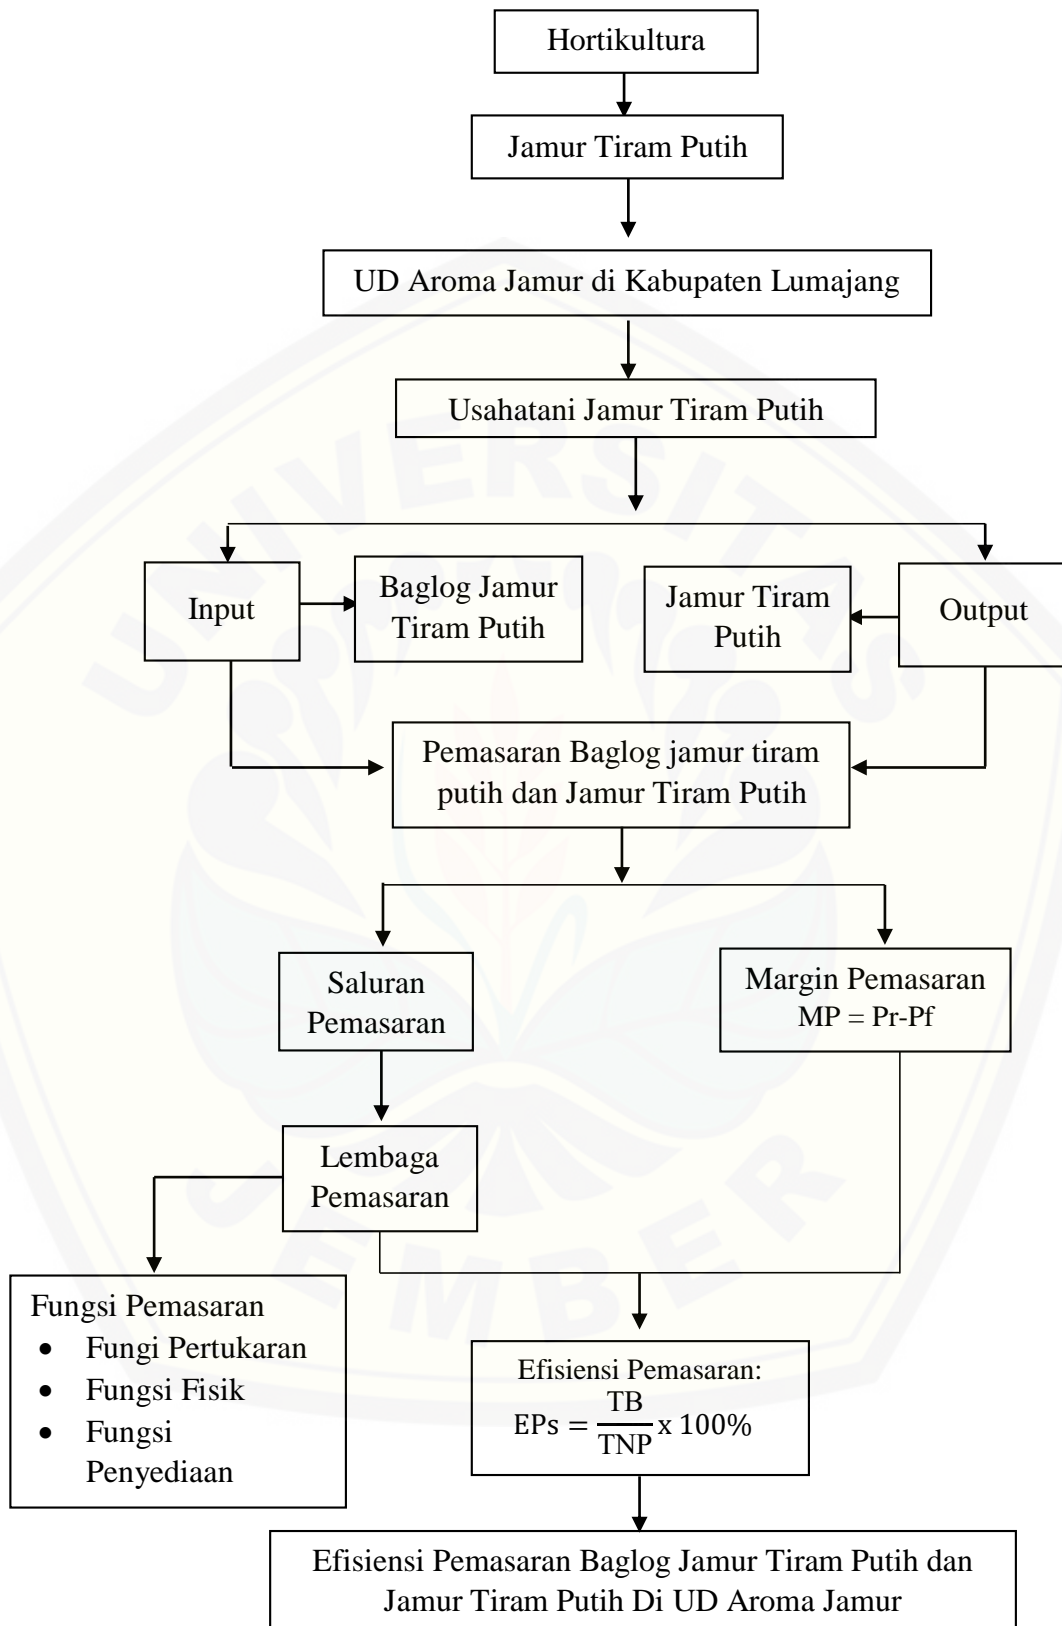 Hortikultura
Jamur Tiram Putih
UD Aroma Jamur di Kabupaten Lumajang
Usahatani Jamur Tiram Putih
Input
Baglog Jamur
Tiram Putih
Jamur Tiram
Putih
Output
Pemasaran Baglog jamur tiram
putih dan Jamur Tiram Putih
Saluran
Pemasaran
Margin Pemasaran
MP = Pr-Pf
Lembaga
Pemasaran
Fungsi Pemasaran
• Fungi Pertukaran
• Fungsi Fisik
• Fungsi
Penyediaan
Efisiensi Pemasaran:
EPs = TB/TNP x 100%
Efisiensi Pemasaran Baglog Jamur Tiram Putih dan
Jamur Tiram Putih Di UD Aroma Jamur
UNIVERSITAS
JEMBER